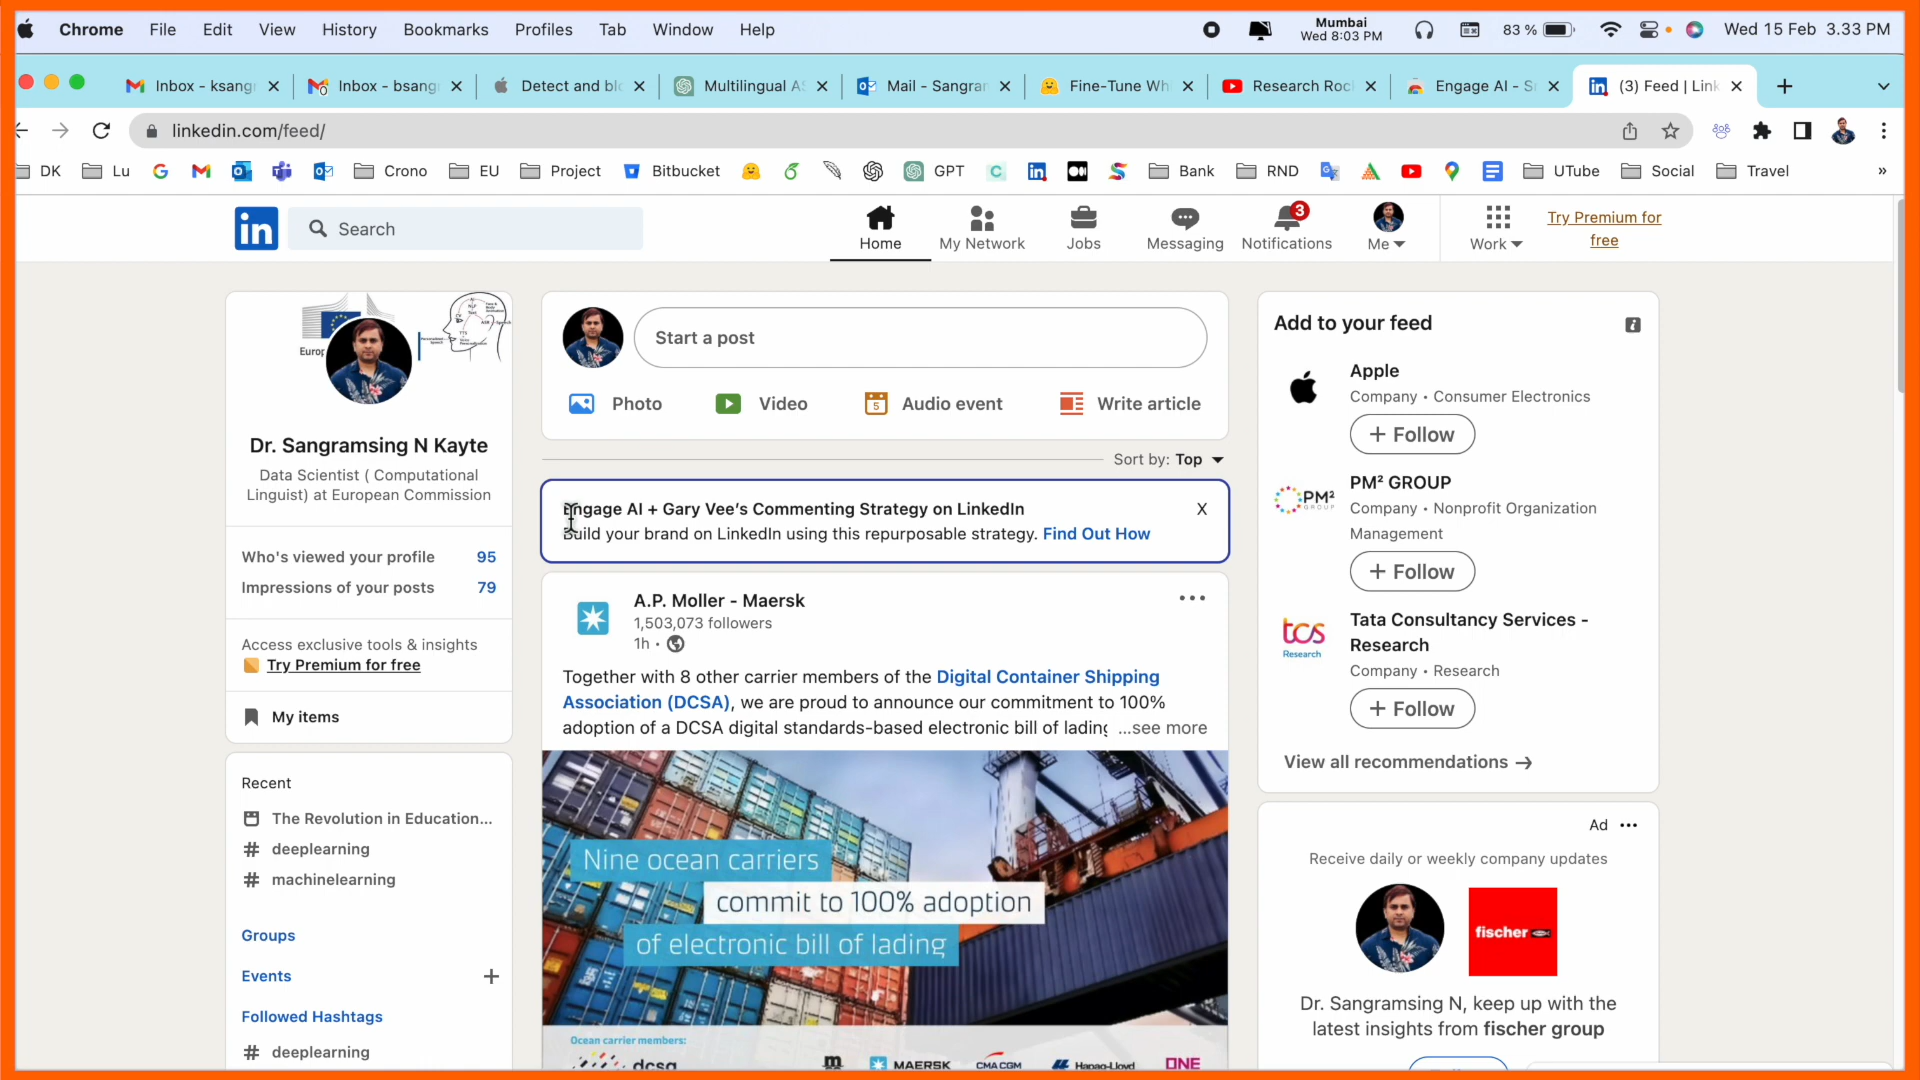 Chrome File Edit View History Bookmarks Profiles Tab Window Help
Mumbai
Wed 8:03 PM
83 %
Wed 15 Feb 3.33 PM
Inbox - ksang
Inbox - bsang
Detect and bl
Multilingual A
Mail - Sangra
Fine-Tune Wh
Research Roc
Engage AI - S
(3) Feed | Link
linkedin.com/feed/
DK
Lu
Crono
EU
Project
Bitbucket
GPT
Bank
RND
UTube
Social
Travel
»
in
Search
Home
My Network
Jobs
Messaging
3
Notifications
Me
Work
Try Premium for
free
Dr. Sangramsing N Kayte
Data Scientist ( Computational
Linguist) at European Commission
Who's viewed your profile 95
Impressions of your posts 79
Access exclusive tools & insights
Try Premium for free
My items
Recent
The Revolution in Education...
# deeplearning
# machinelearning
Groups
Events +
Followed Hashtags
# deeplearning
Start a post
Photo
Video
Audio event
Write article
Sort by: Top
Engage AI + Gary Vee's Commenting Strategy on LinkedIn X
Build your brand on LinkedIn using this repurposable strategy. Find Out How
A.P. Moller - Maersk
1,503,073 followers
1h •
Together with 8 other carrier members of the Digital Container Shipping
Association (DCSA), we are proud to announce our commitment to 100%
adoption of a DCSA digital standards-based electronic bill of lading ...see more
Nine ocean carriers
commit to 100% adoption
of electronic bill of lading
Ocean carrier members:
dcsa
MAERSK
CMA CGM
Hapag-Lloyd
ONE
Add to your feed
Apple
Company • Consumer Electronics
+ Follow
PM² GROUP
Company • Nonprofit Organization
Management
+ Follow
PM²
tcs
Research
Tata Consultancy Services -
Research
Company • Research
+ Follow
View all recommendations →
Ad
Receive daily or weekly company updates
fischer
Dr. Sangramsing N, keep up with the
latest insights from fischer group